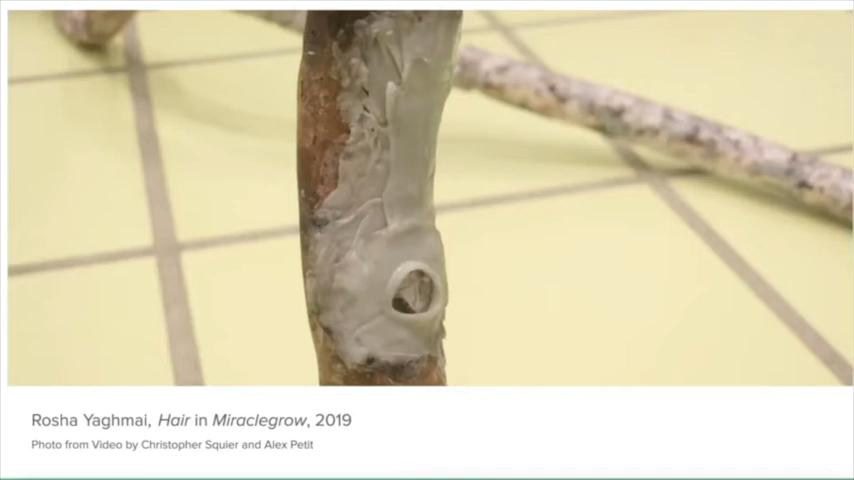 Rosha Yaghmai, Hair in Miraclegrow, 2019
Photo from Video by Christopher Squier and Alex Petit